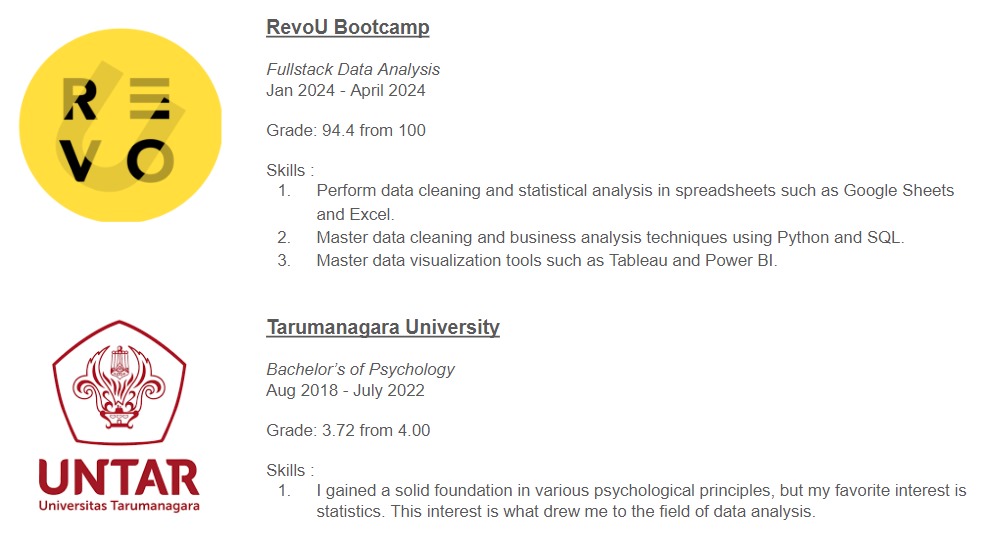 RevoU Bootcamp
Fullstack Data Analysis
Jan 2024 - April 2024
Grade: 94.4 from 100
Skills :
1. Perform data cleaning and statistical analysis in spreadsheets such as Google Sheets
and Excel.
2. Master data cleaning and business analysis techniques using Python and SQL.
3. Master data visualization tools such as Tableau and Power BI.
RE
VO
U
Tarumanagara University
Bachelor’s of Psychology
Aug 2018 - July 2022
Grade: 3.72 from 4.00
Skills :
1. I gained a solid foundation in various psychological principles, but my favorite interest is
statistics. This interest is what drew me to the field of data analysis.
UNTAR
Universitas Tarumanagara